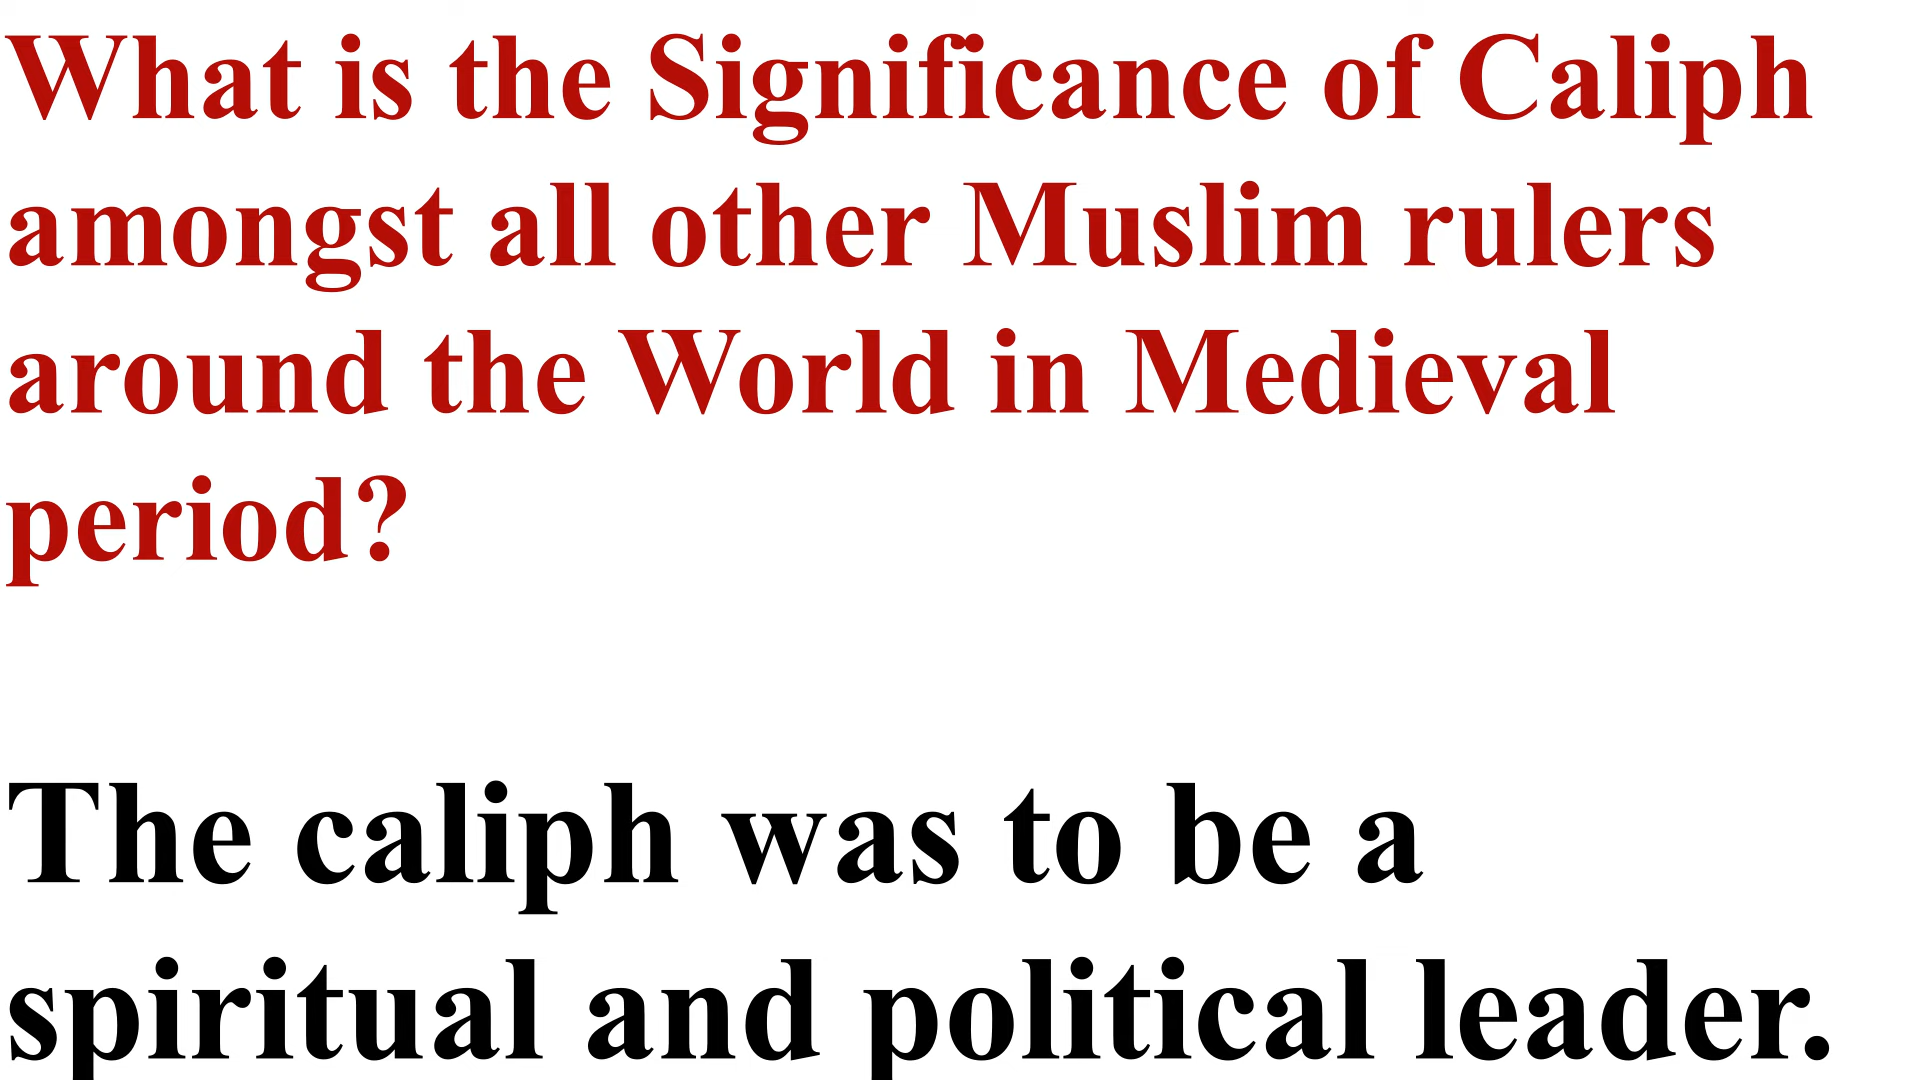 What is the Significance of Caliph
amongst all other Muslim rulers
around the World in Medieval
period?
The caliph was to be a
spiritual and political leader.